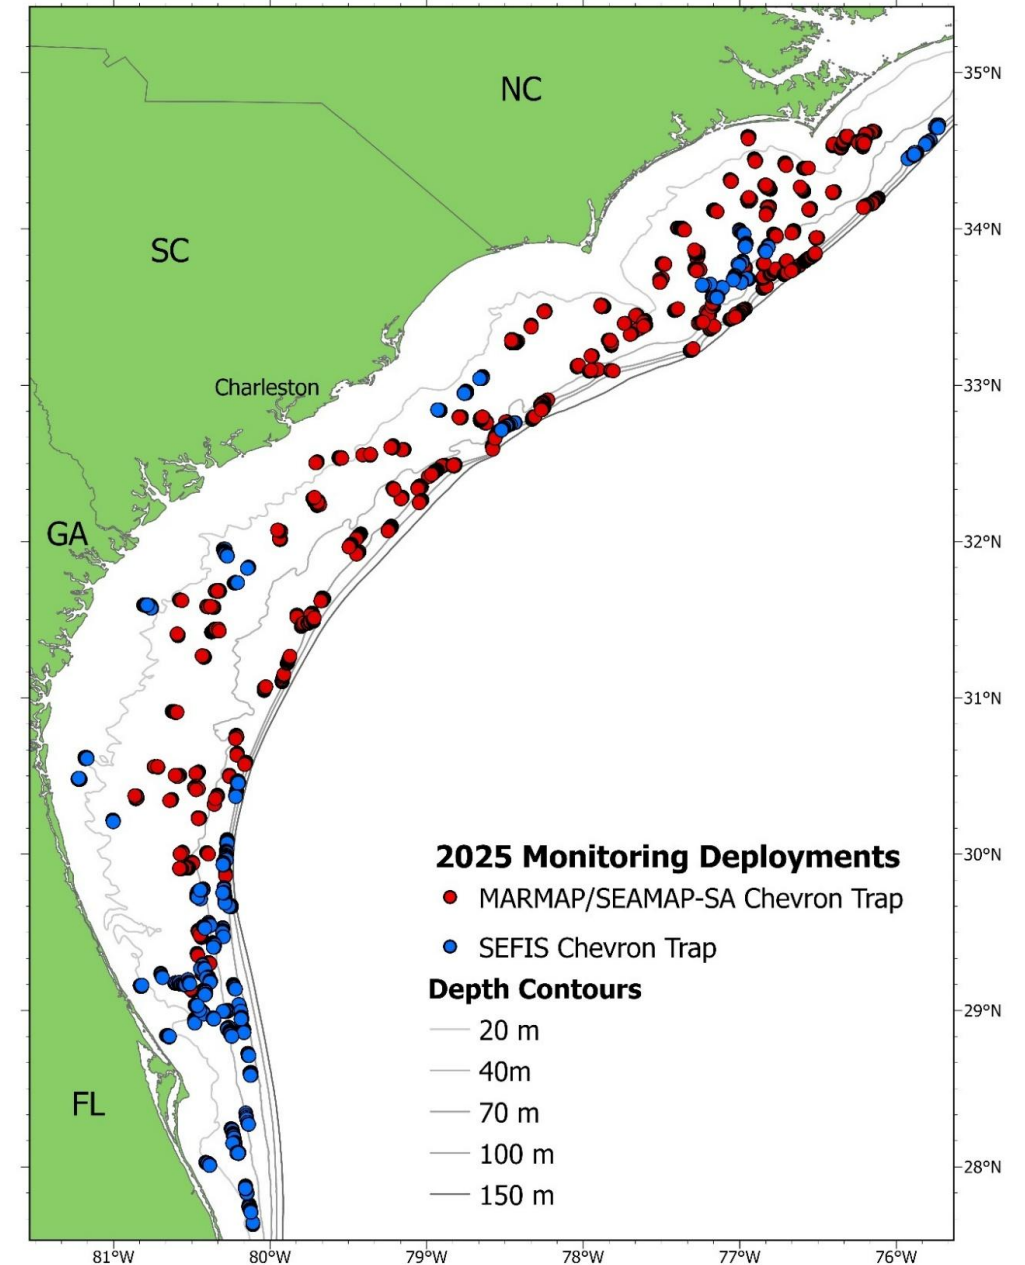 NC
SC
Charleston
GA
FL
35°N
34°N
33°N
32°N
31°N
30°N
29°N
28°N
2025 Monitoring Deployments
MARMAP/SEAMAP-SA Chevron Trap
SEFIS Chevron Trap
Depth Contours
20 m
40m
70 m
100 m
150 m
81°W 80°W 79°W 78°W 77°W 76°W